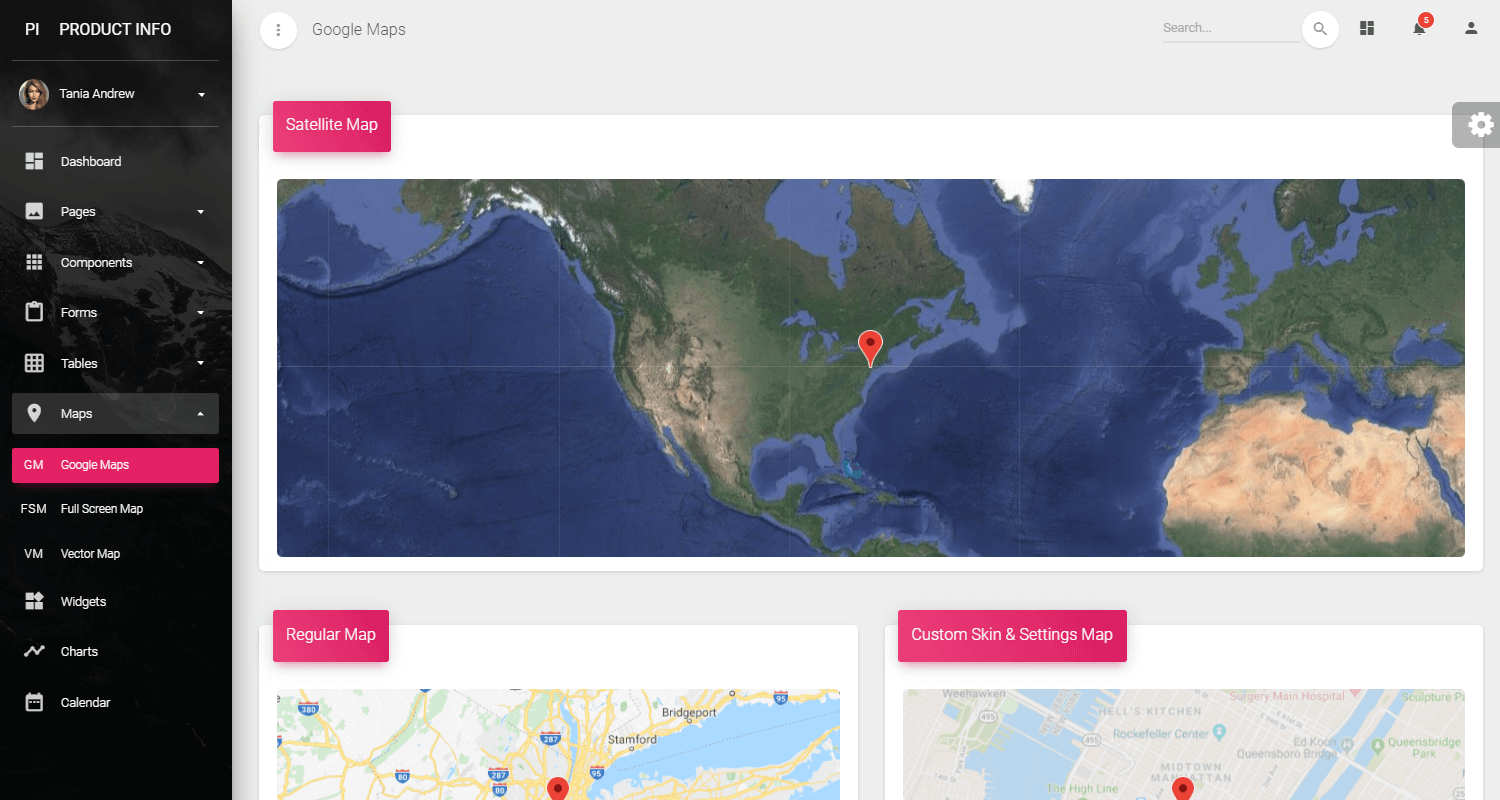 PI PRODUCT INFO
Tania Andrew
Dashboard
Pages
Components
Forms
Tables
Maps
GM Google Maps
FSM Full Screen Map
VM Vector Map
Widgets
Charts
Calendar
Google Maps
Search...
5
Satellite Map
Regular Map
380
95
Bridgeport
287
Stamford
95
80
287
80
Custom Skin & Settings Map
Weehawken
Surgery Main Hospital
Sculpture Pa
495
HELL'S KITCHEN
Rockefeller Center
495
Ed Koch
Queensboro Bridge
Queensbridge
Park
MIDTOWN
MANHATTAN
The High Line